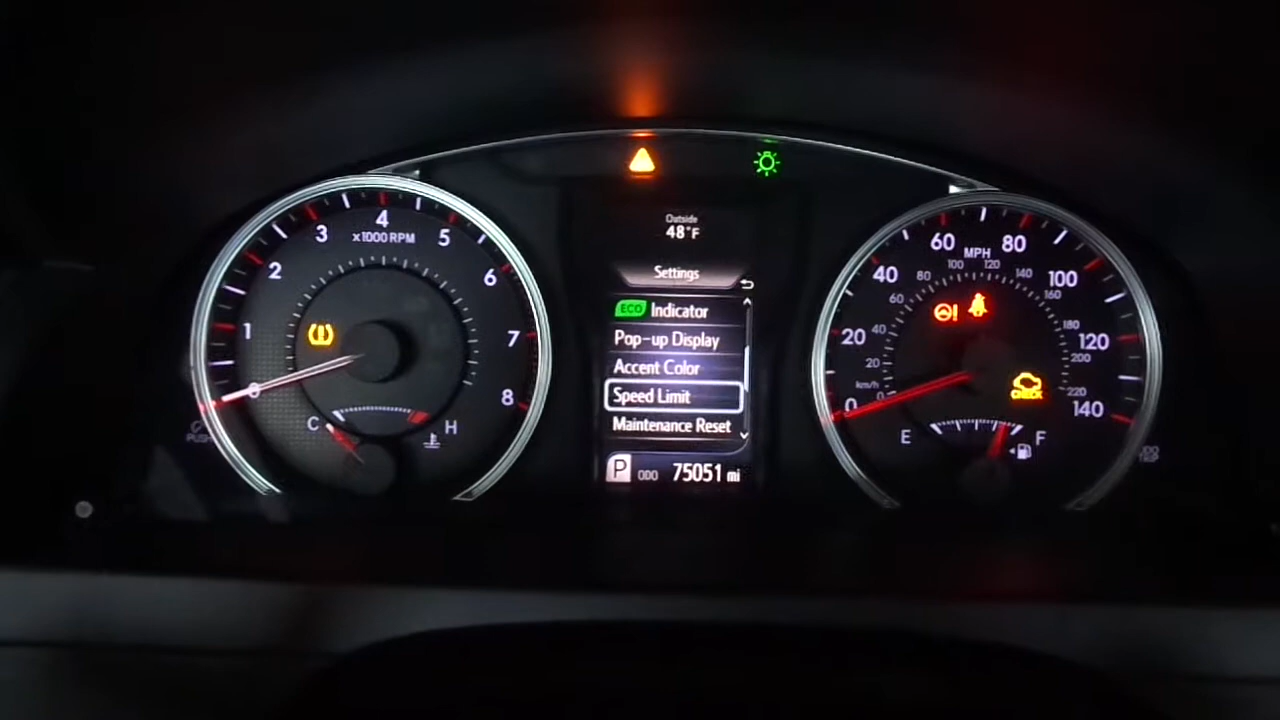 Outside
48°F
Settings
ECO Indicator
Pop-up Display
Accent Color
Speed Limit
Maintenance Reset
P ODO 75051 mi
0 1 2 3 4 5 6 7 8
x1000 RPM
C H
PUSH
0 20 40 60 80 100 120 140
MPH
km/h 20 40 60 80 100 120 140 160 180 200 220
CHECK
E F
TRIP